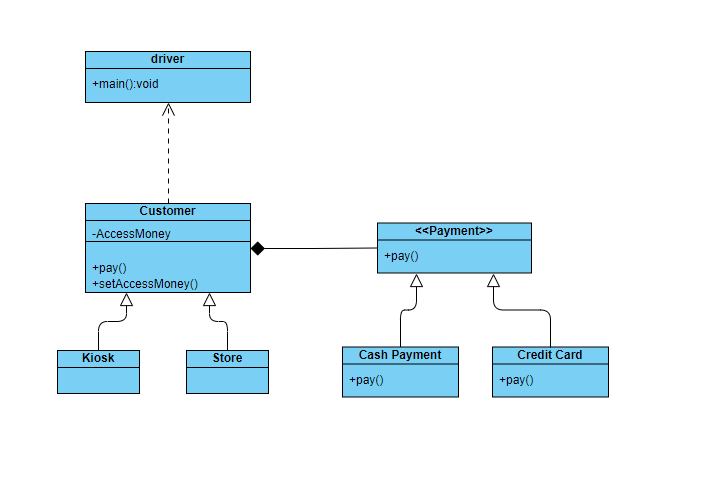 driver
+main():void
Customer
-AccessMoney
+pay()
+setAccessMoney()
<<Payment>>
+pay()
Kiosk
Store
Cash Payment
+pay()
Credit Card
+pay()